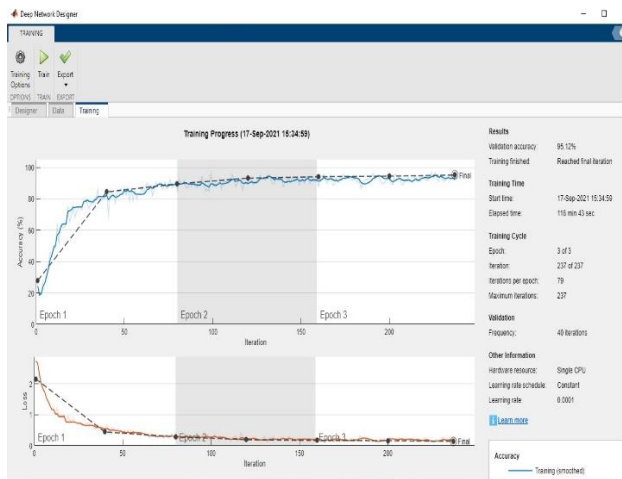 Deep Network Designer
TRAINING
Training Options
Train
Export
OPTIONS
TRAIN
EXPORT
Designer
Data
Training
Training Progress (17-Sep-2021 15:34:59)
100
80
60
40
20
0
Accuracy (%)
Final
Epoch 1
Epoch 2
Epoch 3
50
100
150
200
Iteration
2
1
0
Loss
Epoch 1
Epoch 2
Epoch 3
Final
0
50
100
150
200
Iteration
Results
Validation accuracy: 95.12%
Training finished: Reached final iteration
Training Time
Start time: 17-Sep-2021 15:34:59
Elapsed time: 116 min 43 sec
Training Cycle
Epoch: 3 of 3
Iteration: 237 of 237
Iterations per epoch: 79
Maximum iterations: 237
Validation
Frequency: 40 iterations
Other Information
Hardware resource: Single CPU
Learning rate schedule: Constant
Learning rate: 0.0001
Learn more
Accuracy
Training (smoothed)